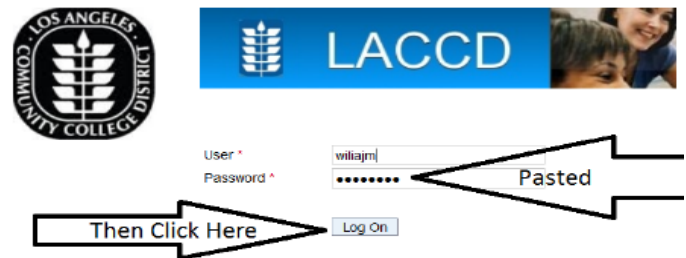 LOS ANGELES
COMMUNITY COLLEGE DISTRICT
LACCD
User * wiliajm
Password * ●●●●●●●●
Pasted
Then Click Here
Log On